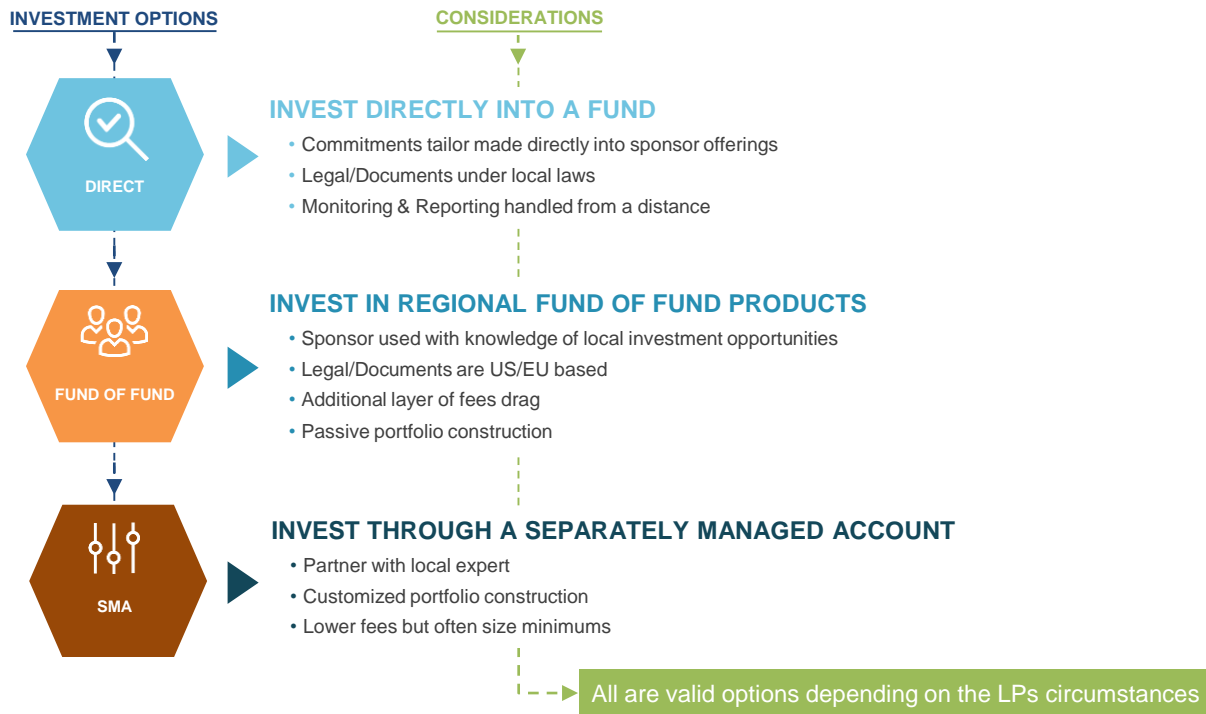 INVESTMENT OPTIONS
CONSIDERATIONS
DIRECT
INVEST DIRECTLY INTO A FUND
• Commitments tailor made directly into sponsor offerings
• Legal/Documents under local laws
• Monitoring & Reporting handled from a distance
FUND OF FUND
INVEST IN REGIONAL FUND OF FUND PRODUCTS
• Sponsor used with knowledge of local investment opportunities
• Legal/Documents are US/EU based
• Additional layer of fees drag
• Passive portfolio construction
SMA
INVEST THROUGH A SEPARATELY MANAGED ACCOUNT
• Partner with local expert
• Customized portfolio construction
• Lower fees but often size minimums
All are valid options depending on the LPs circumstances